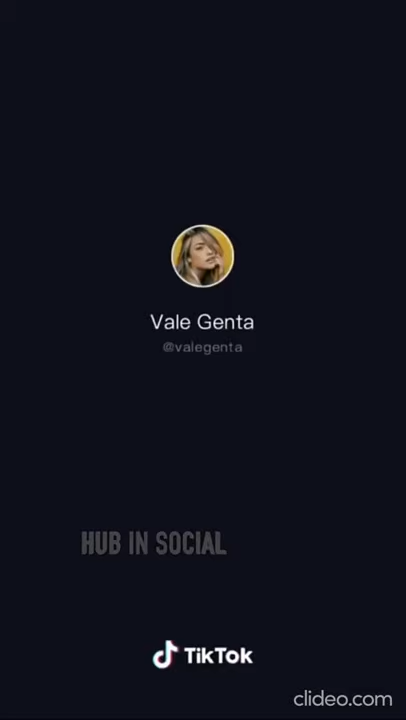 Vale Genta
@valegenta
HUB IN SOCIAL
TikTok
clideo.com